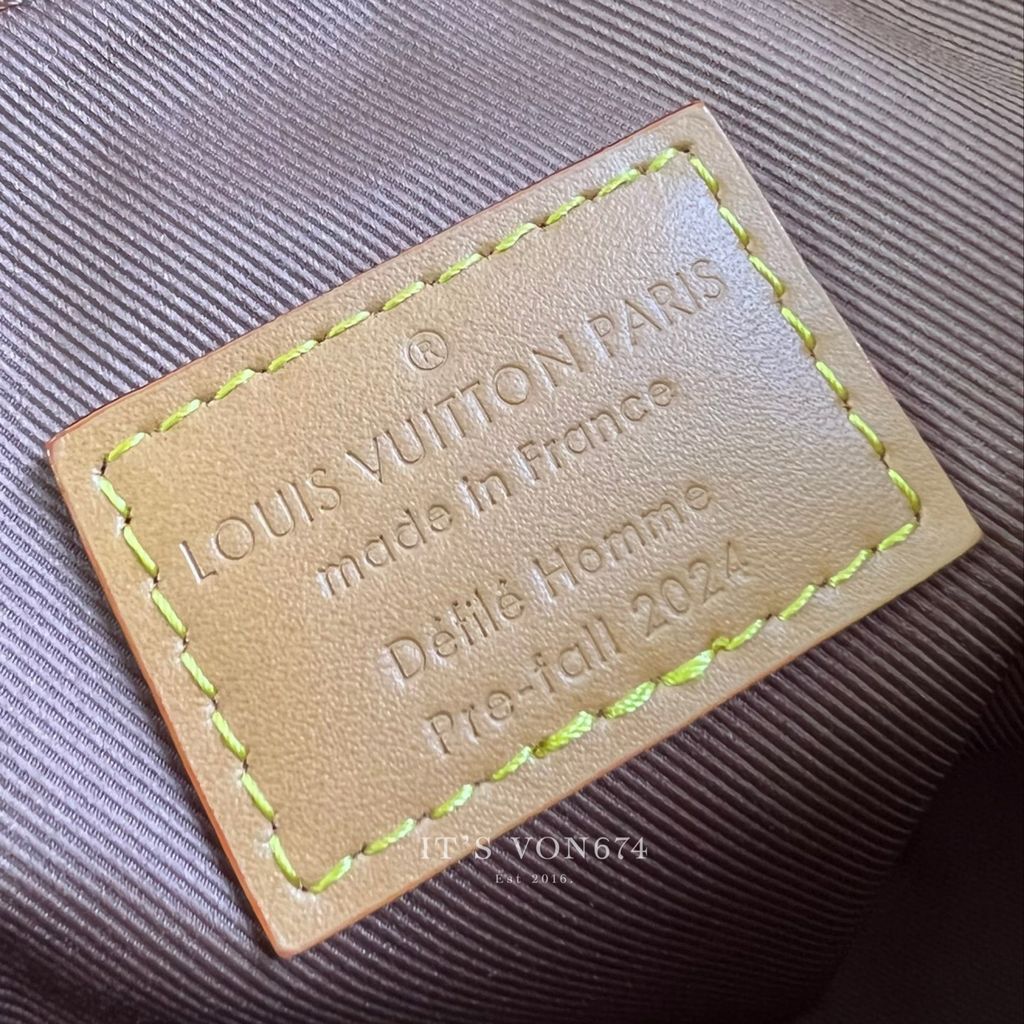 ®
LOUIS VUITTON PARIS
made in France
Défilé Homme
Pre-fall 2024
IT'S VON674
Est 2016.